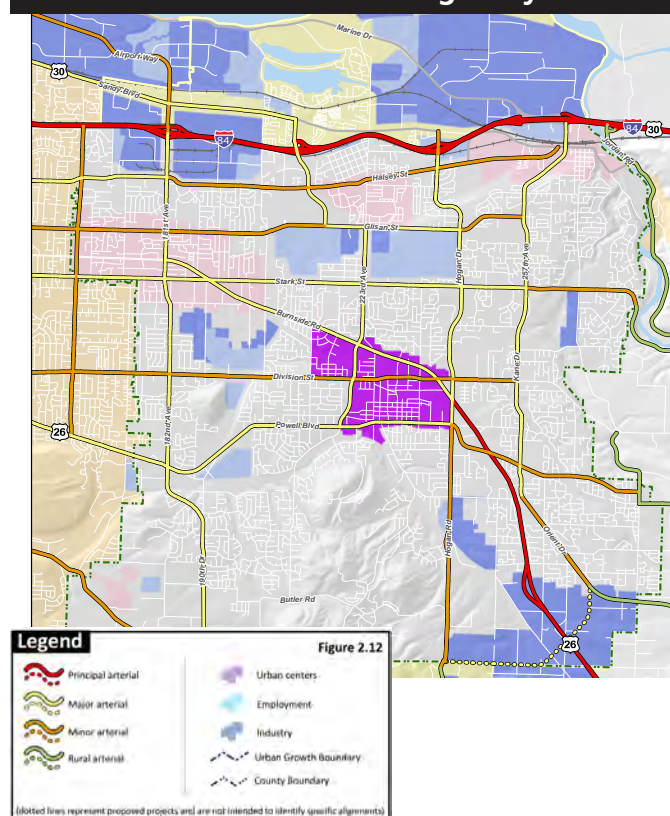 Marine Dr
Airport Way
30
Sandy Blvd
84
84
30
Jordan Rd
Halsey St
181st Ave
Glisan St
223rd Ave
Hogan Dr
257th Ave
Stark St
Burnside Rd
Division St
Kane Dr
182nd Ave
Powell Blvd
26
Hogan Rd
Orient Dr
190th Dr
Butler Rd
26
Legend
Figure 2.12
Principal arterial
Major arterial
Minor arterial
Rural arterial
Urban centers
Employment
Industry
Urban Growth Boundary
County Boundary
(dotted lines represent proposed projects and are not intended to identify specific alignments)